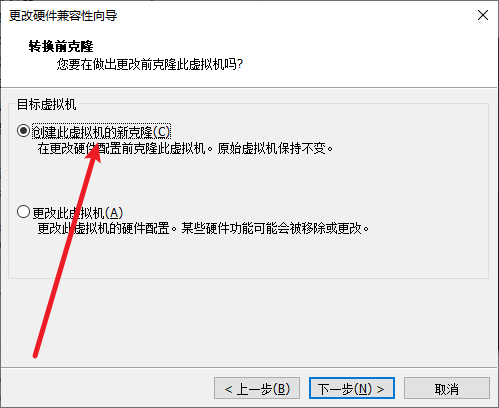 更改硬件兼容性向导
转换前克隆
您要在做出更改前克隆此虚拟机吗?
目标虚拟机
创建此虚拟机的新克隆(C)
在更改硬件配置前克隆此虚拟机。原始虚拟机保持不变。
更改此虚拟机(A)
更改此虚拟机的硬件配置。某些硬件功能可能会被移除或更改。
< 上一步(B)
下一步(N) >
取消